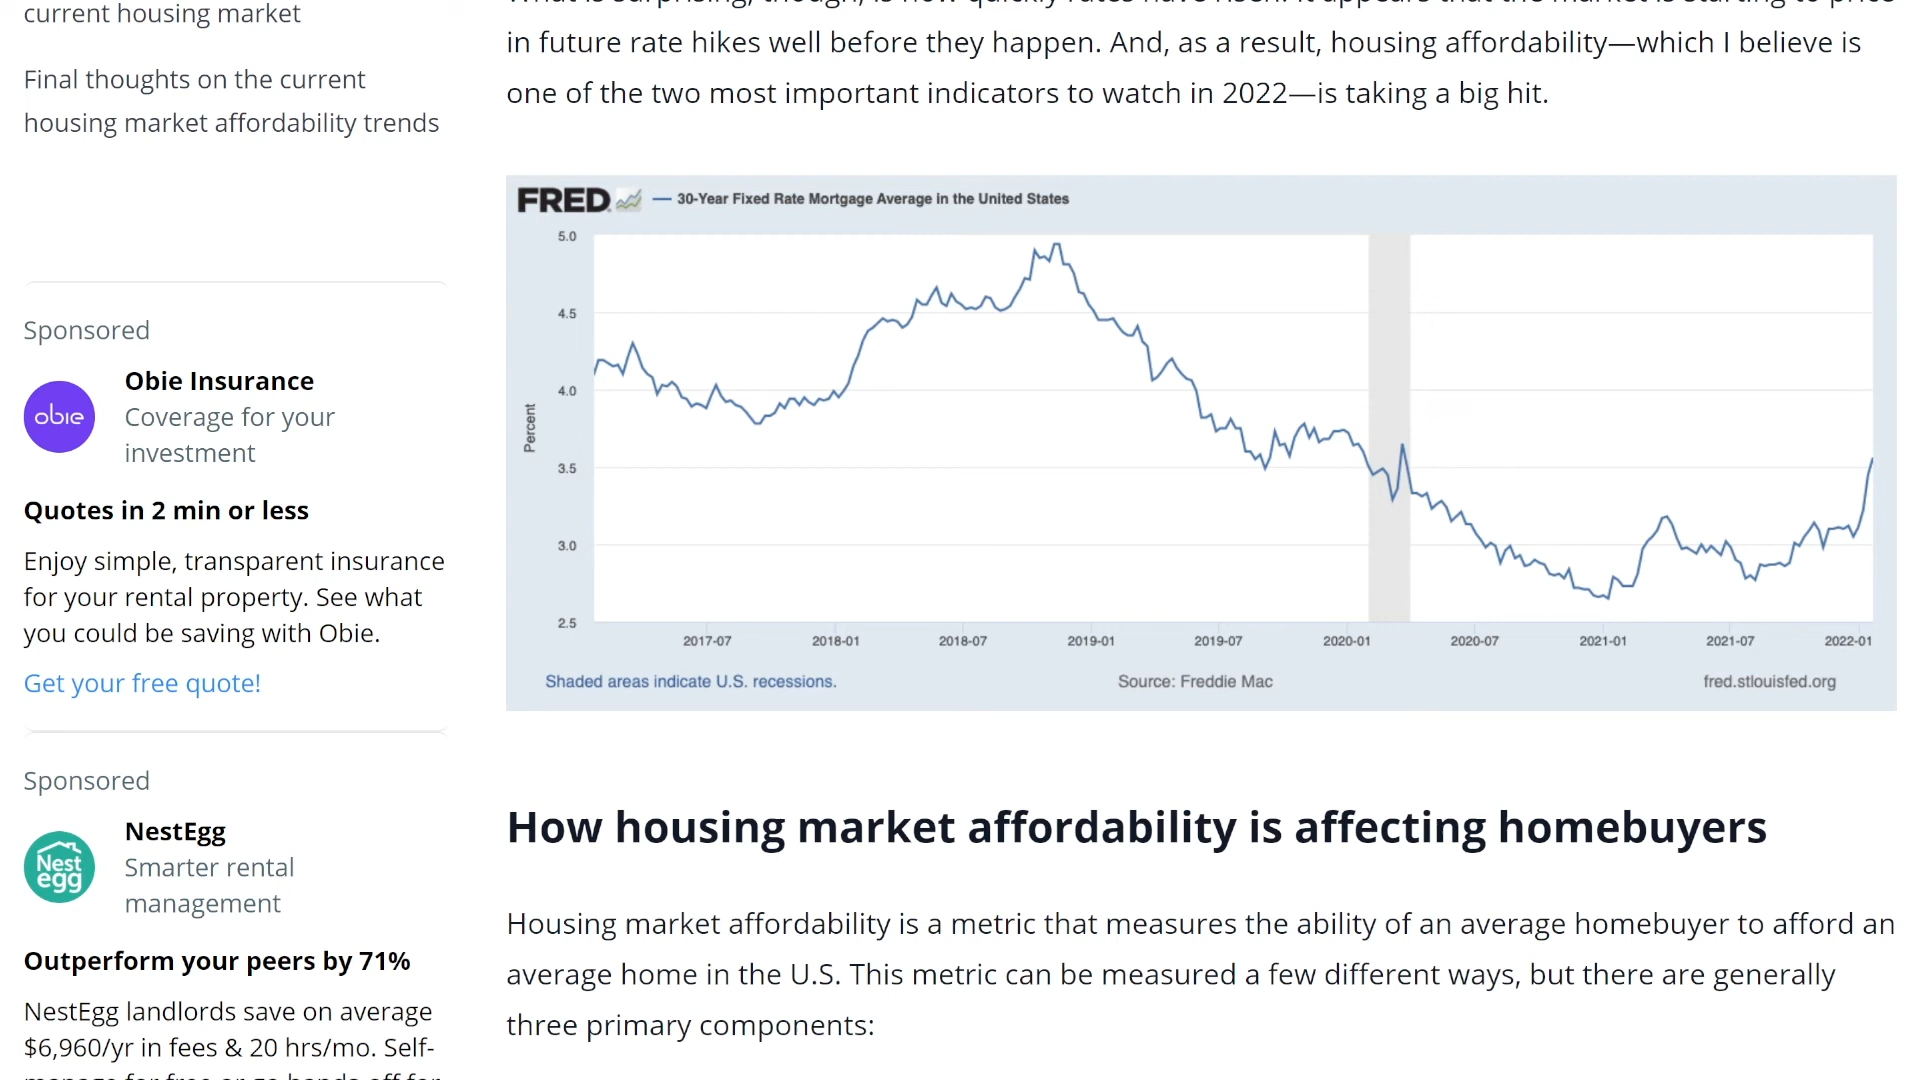 current housing market
Final thoughts on the current
housing market affordability trends
Sponsored
obie
Obie Insurance
Coverage for your
investment
Quotes in 2 min or less
Enjoy simple, transparent insurance
for your rental property. See what
you could be saving with Obie.
Get your free quote!
Sponsored
Nest
egg
NestEgg
Smarter rental
management
Outperform your peers by 71%
NestEgg landlords save on average
$6,960/yr in fees & 20 hrs/mo. Self-
in future rate hikes well before they happen. And, as a result, housing affordability—which I believe is
one of the two most important indicators to watch in 2022—is taking a big hit.
FRED
30-Year Fixed Rate Mortgage Average in the United States
5.0
4.5
4.0
3.5
3.0
2.5
Percent
2017-07 2018-01 2018-07 2019-01 2019-07 2020-01 2020-07 2021-01 2021-07 2022-01
Shaded areas indicate U.S. recessions. Source: Freddie Mac fred.stlouisfed.org
How housing market affordability is affecting homebuyers
Housing market affordability is a metric that measures the ability of an average homebuyer to afford an
average home in the U.S. This metric can be measured a few different ways, but there are generally
three primary components: